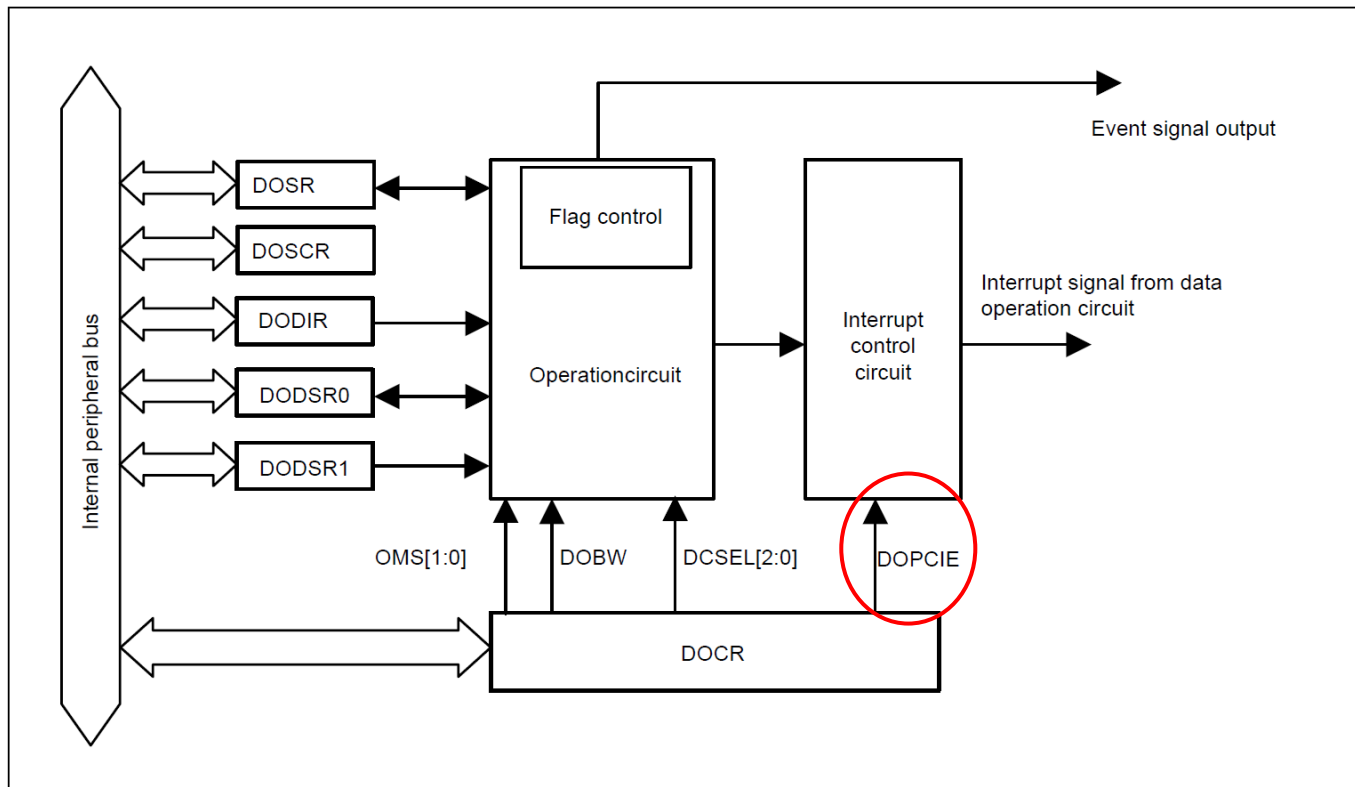 Event signal output
DOSR
Flag control
DOSCR
Interrupt signal from data
operation circuit
DODIR
Interrupt
control
circuit
Operationcircuit
DODSR0
DODSR1
Internal peripheral bus
OMS[1:0]
DOBW
DCSEL[2:0]
DOPCIE
DOCR